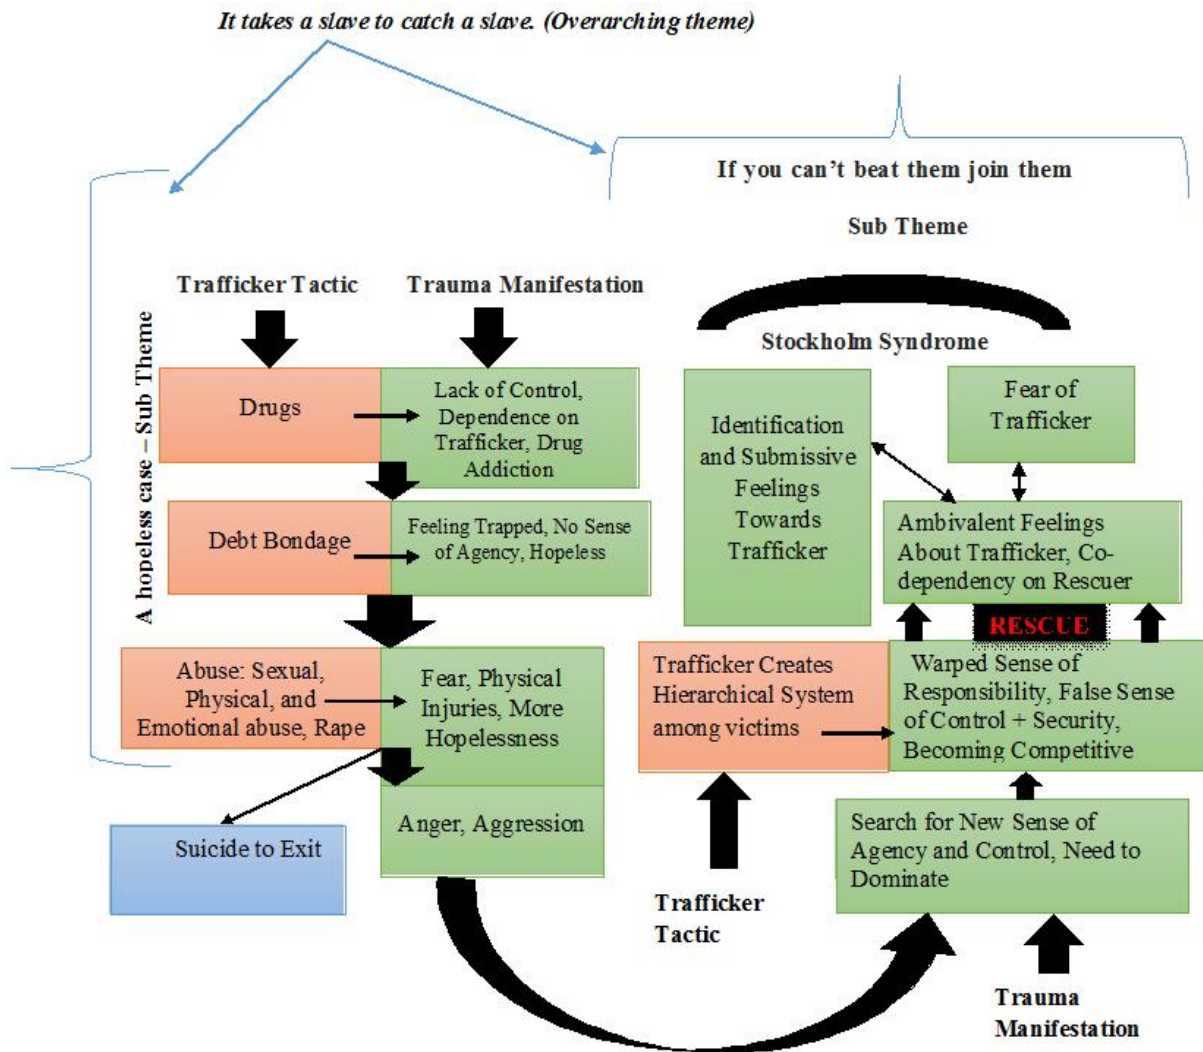 It takes a slave to catch a slave. (Overarching theme)
If you can't beat them join them
Sub Theme
A hopeless case – Sub Theme
Trafficker Tactic
Trauma Manifestation
Drugs
Lack of Control,
Dependence on
Trafficker, Drug
Addiction
Debt Bondage
Feeling Trapped, No Sense
of Agency, Hopeless
Abuse: Sexual,
Physical, and
Emotional abuse, Rape
Fear, Physical
Injuries, More
Hopelessness
Anger, Aggression
Suicide to Exit
Stockholm Syndrome
Identification
and Submissive
Feelings
Towards
Trafficker
Fear of
Trafficker
Ambivalent Feelings
About Trafficker, Co-
dependency on Rescuer
RESCUE
Trafficker Creates
Hierarchical System
among victims
Warped Sense of
Responsibility, False Sense
of Control + Security,
Becoming Competitive
Search for New Sense of
Agency and Control, Need to
Dominate
Trafficker
Tactic
Trauma
Manifestation